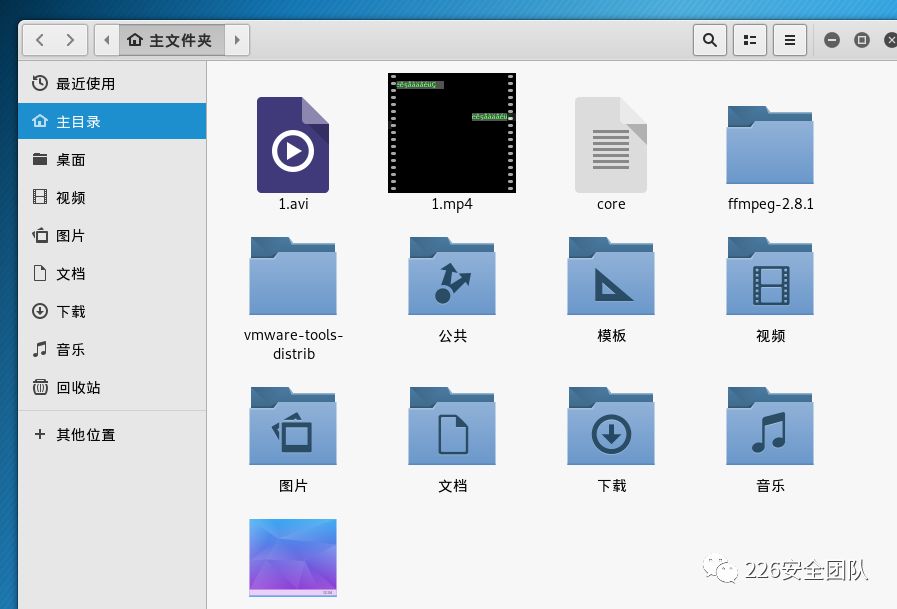 主文件夹
最近使用
主目录
桌面
视频
图片
文档
下载
音乐
回收站
+ 其他位置
1.avi
1.mp4
core
ffmpeg-2.8.1
vmware-tools-
distrib
公共
模板
视频
图片
文档
下载
音乐
226安全团队